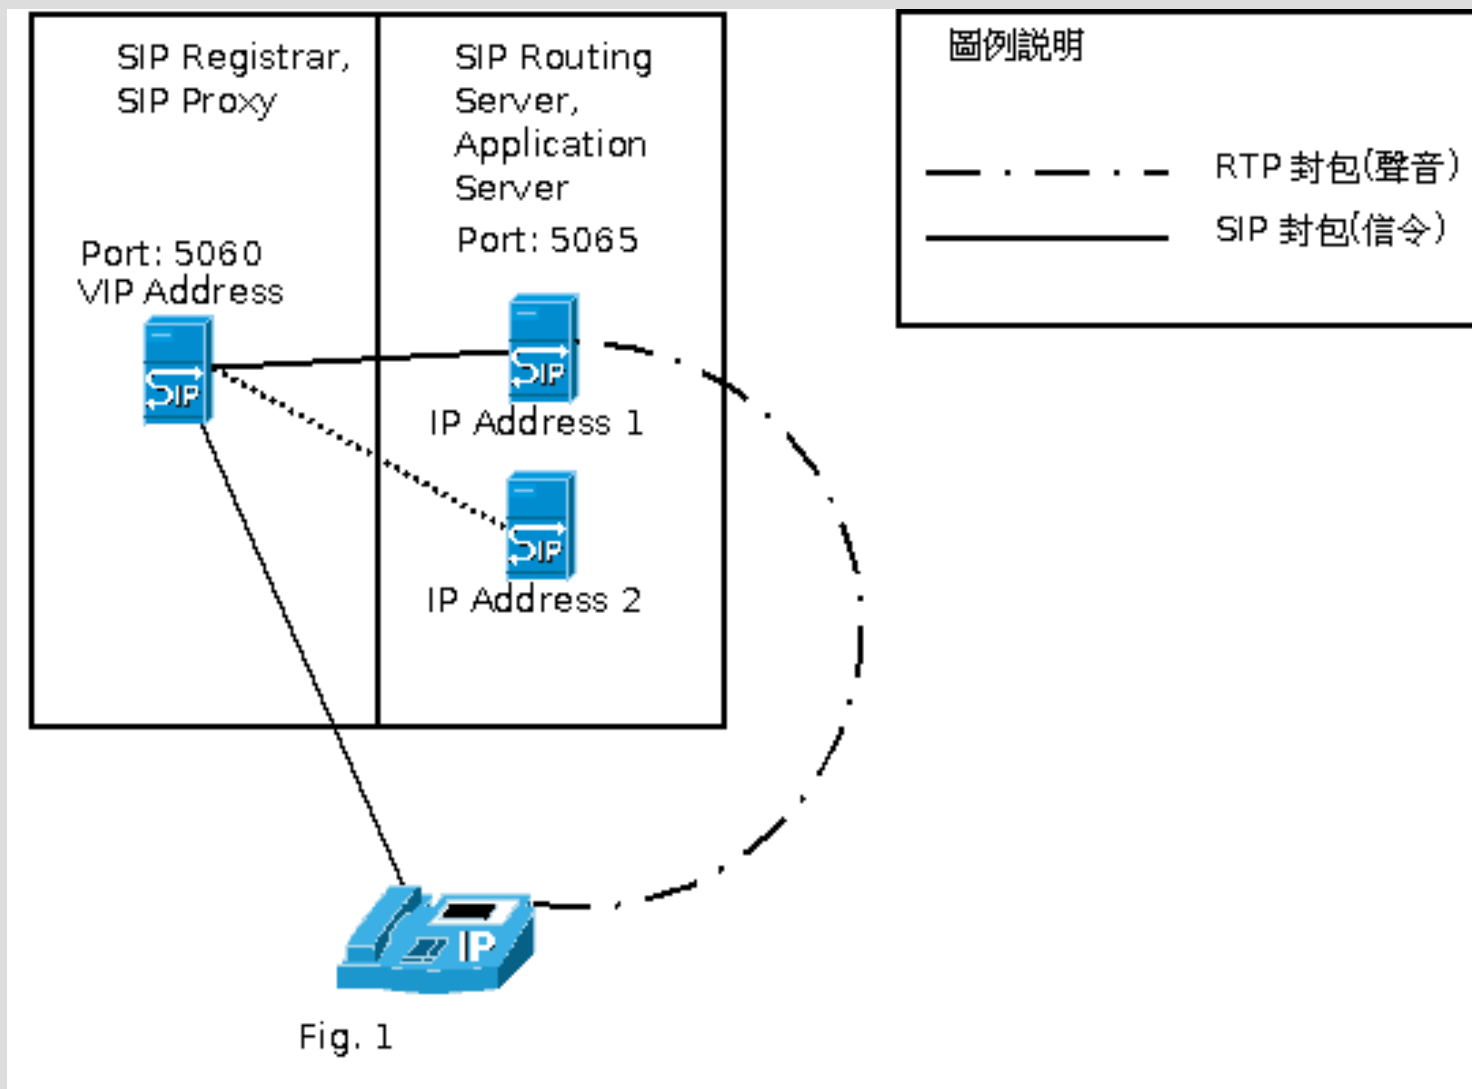 SIP Registrar,
SIP Proxy
Port: 5060
VIP Address
SIP
SIP Routing
Server,
Application
Server
Port: 5065
SIP
IP Address 1
SIP
IP Address 2
IP
Fig. 1
圖例説明
RTP 封包(聲音)
SIP 封包(信令)